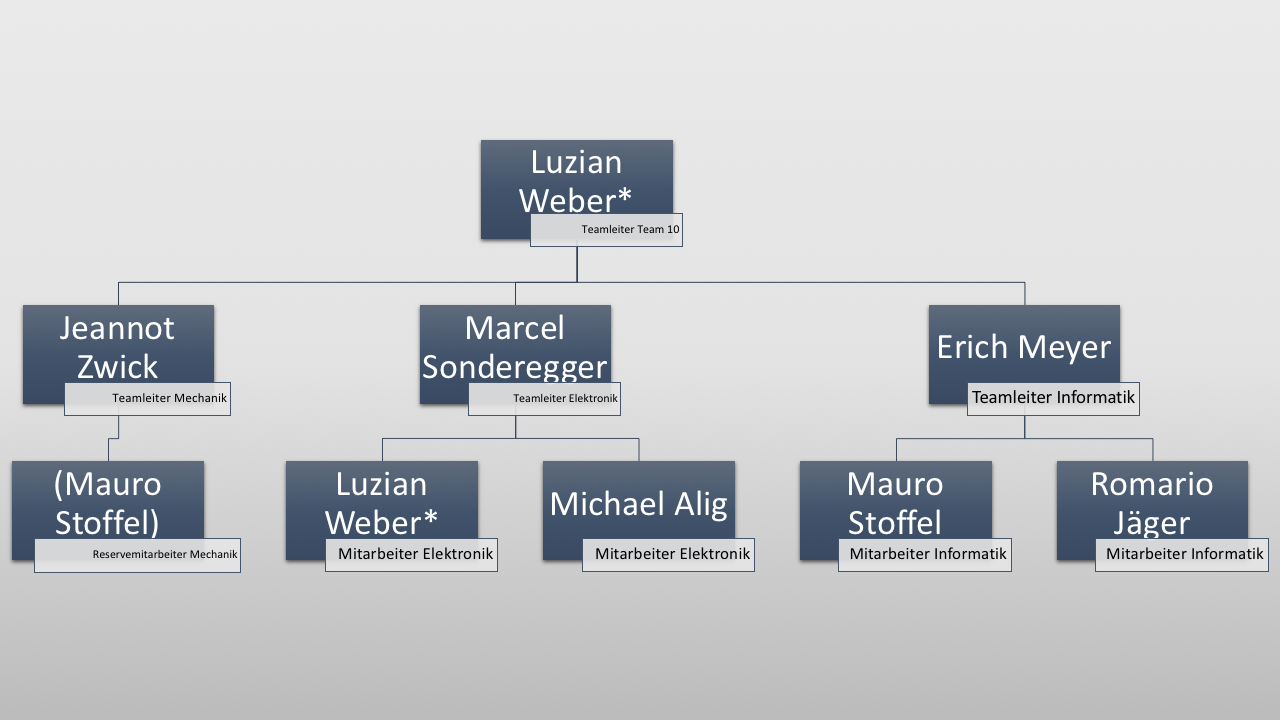 Luzian
Weber*
Teamleiter Team 10
Jeannot
Zwick
Teamleiter Mechanik
Marcel
Sonderegger
Teamleiter Elektronik
Erich Meyer
Teamleiter Informatik
(Mauro
Stoffel)
Reservemitarbeiter Mechanik
Luzian
Weber*
Mitarbeiter Elektronik
Michael Alig
Mitarbeiter Elektronik
Mauro
Stoffel
Mitarbeiter Informatik
Romario
Jäger
Mitarbeiter Informatik